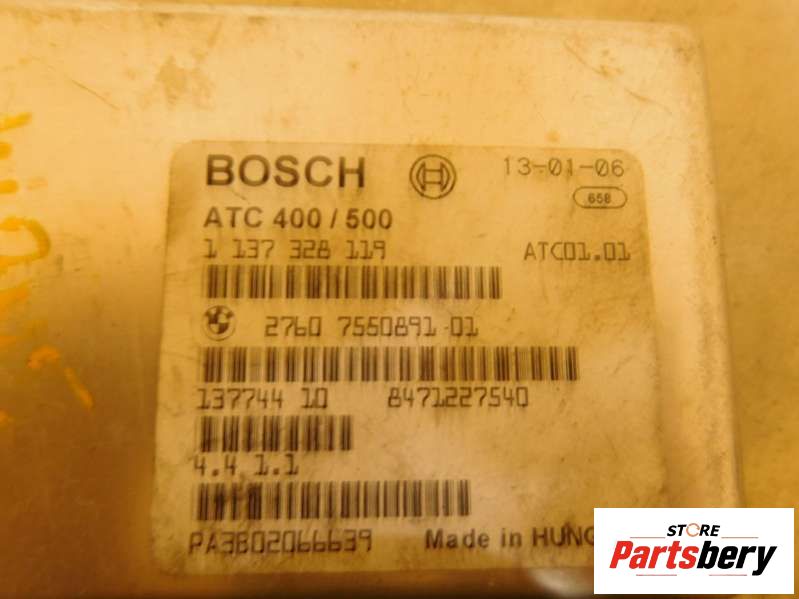 BOSCH 13-01-06
658
ATC 400 / 500
1 137 328 119 ATC01.01
2760 7550891 01
137744 10 8471227540
4.4 1.1
PA3802066639 Made in HUNG
STORE
Partsbery